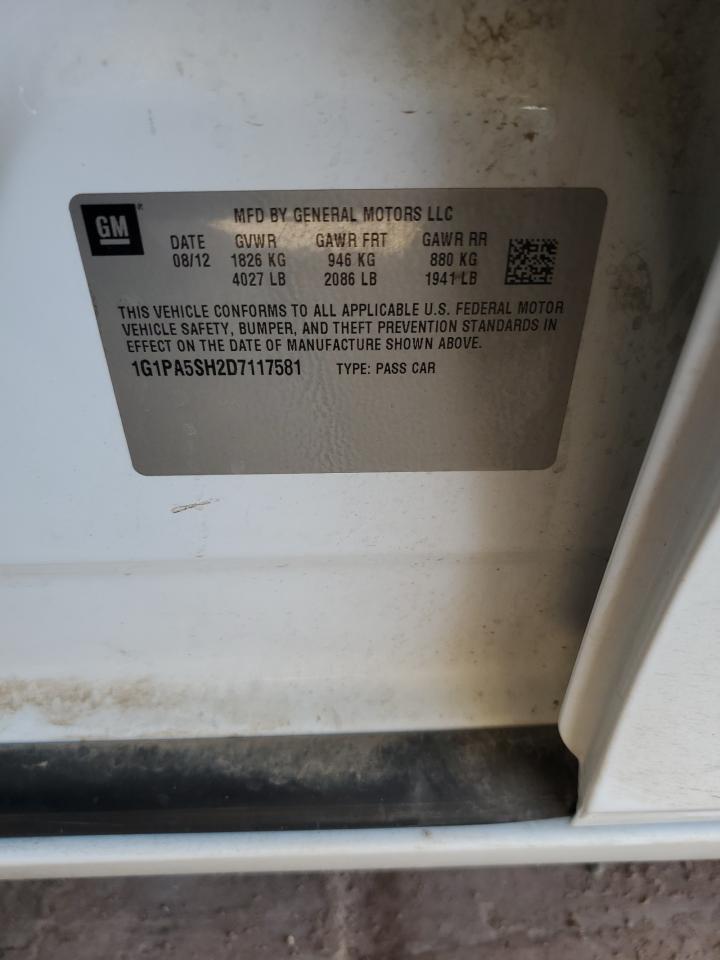 GM
MFD BY GENERAL MOTORS LLC
DATE GVWR GAWR FRT GAWR RR
08/12 1826 KG 946 KG 880 KG
4027 LB 2086 LB 1941 LB
THIS VEHICLE CONFORMS TO ALL APPLICABLE U.S. FEDERAL MOTOR
VEHICLE SAFETY, BUMPER, AND THEFT PREVENTION STANDARDS IN
EFFECT ON THE DATE OF MANUFACTURE SHOWN ABOVE.
1G1PA5SH2D7117581 TYPE: PASS CAR